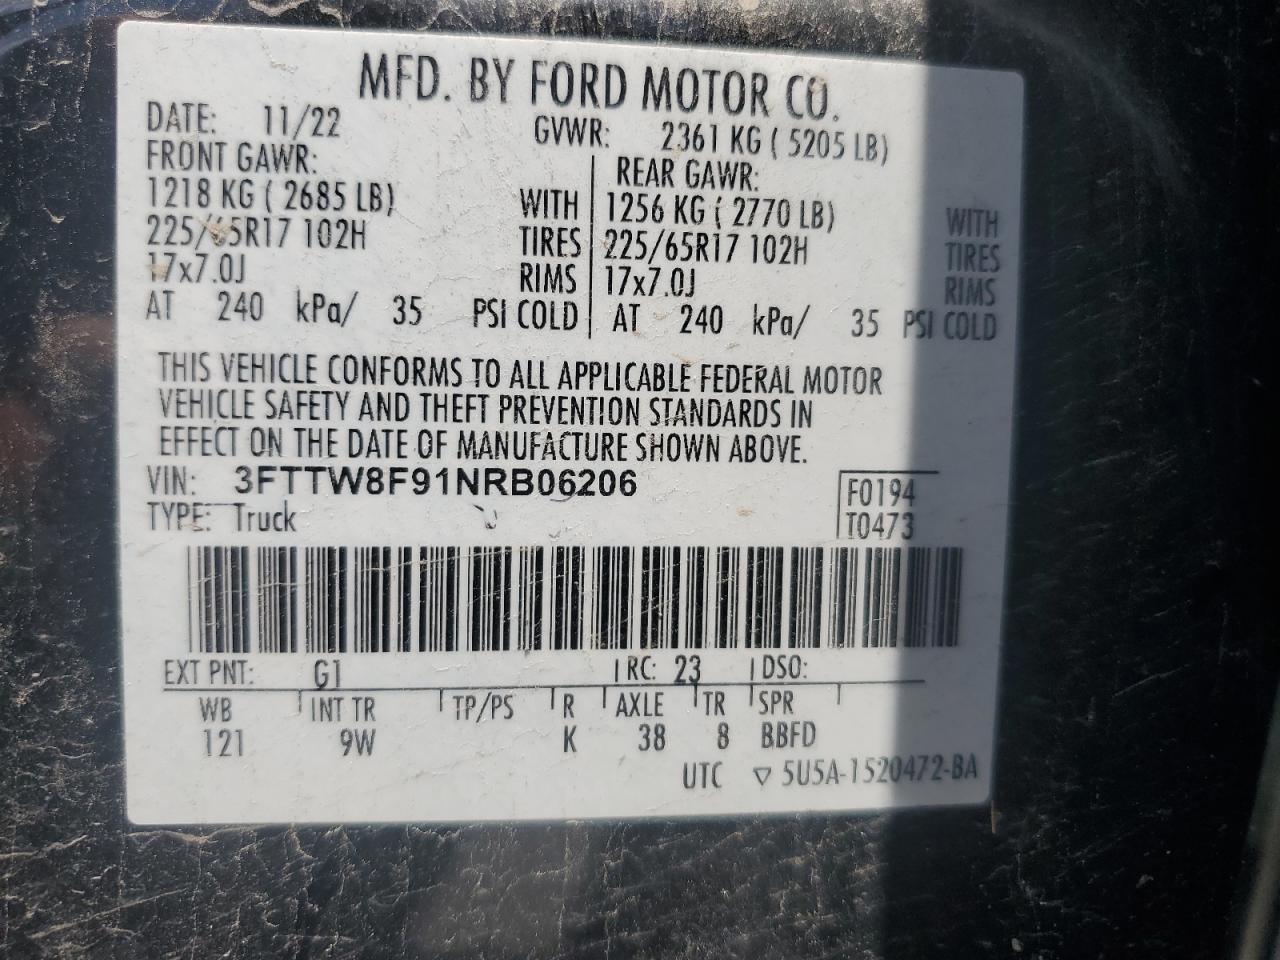 MFD. BY FORD MOTOR CO.
DATE: 11/22 GVWR: 2361 KG ( 5205 LB)
FRONT GAWR: REAR GAWR:
1218 KG ( 2685 LB) WITH 1256 KG ( 2770 LB) WITH
225/65R17 102H TIRES 225/65R17 102H TIRES
17x7.0J RIMS 17x7.0J RIMS
AT 240 kPa/ 35 PSI COLD AT 240 kPa/ 35 PSI COLD
THIS VEHICLE CONFORMS TO ALL APPLICABLE FEDERAL MOTOR
VEHICLE SAFETY AND THEFT PREVENTION STANDARDS IN
EFFECT ON THE DATE OF MANUFACTURE SHOWN ABOVE.
VIN: 3FTTW8F91NRB06206 F0194
TYPE: Truck T0473
EXT PNT: G1 RC: 23 DSO:
WB INT TR TP/PS R AXLE TR SPR
121 9W K 38 8 BBFD
UTC ▽ 5U5A-1520472-BA